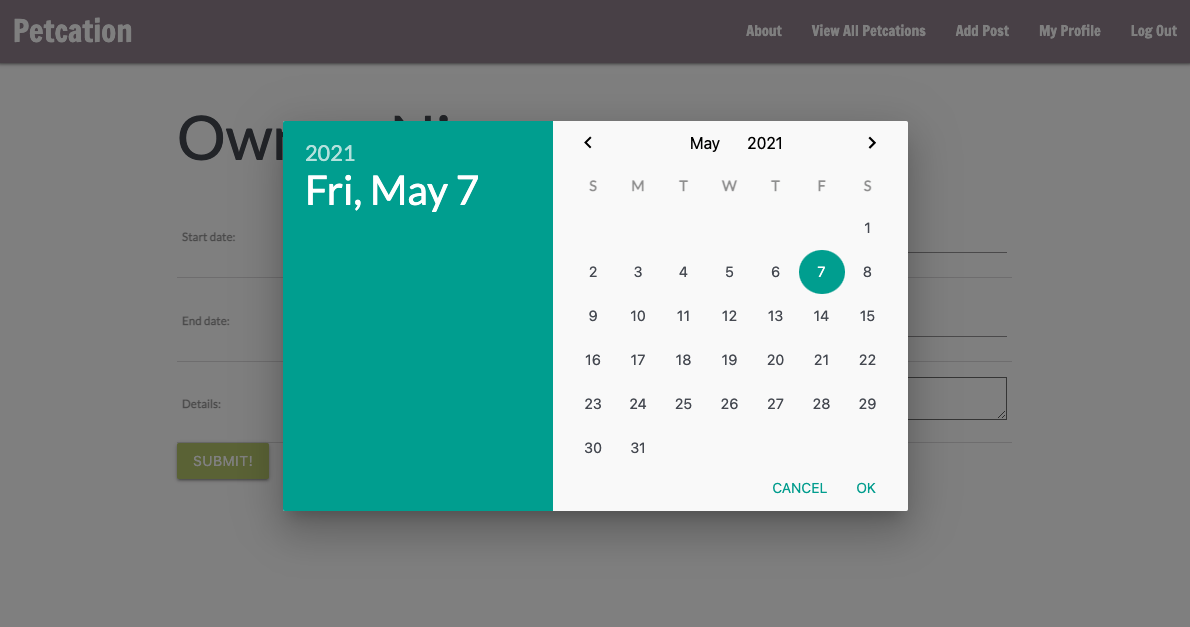 Petcation
About View All Petcations Add Post My Profile Log Out
2021
Fri, May 7
May 2021
S M T W T F S
1
2 3 4 5 6 7 8
9 10 11 12 13 14 15
16 17 18 19 20 21 22
23 24 25 26 27 28 29
30 31
CANCEL OK
Start date:
End date:
Details:
SUBMIT!